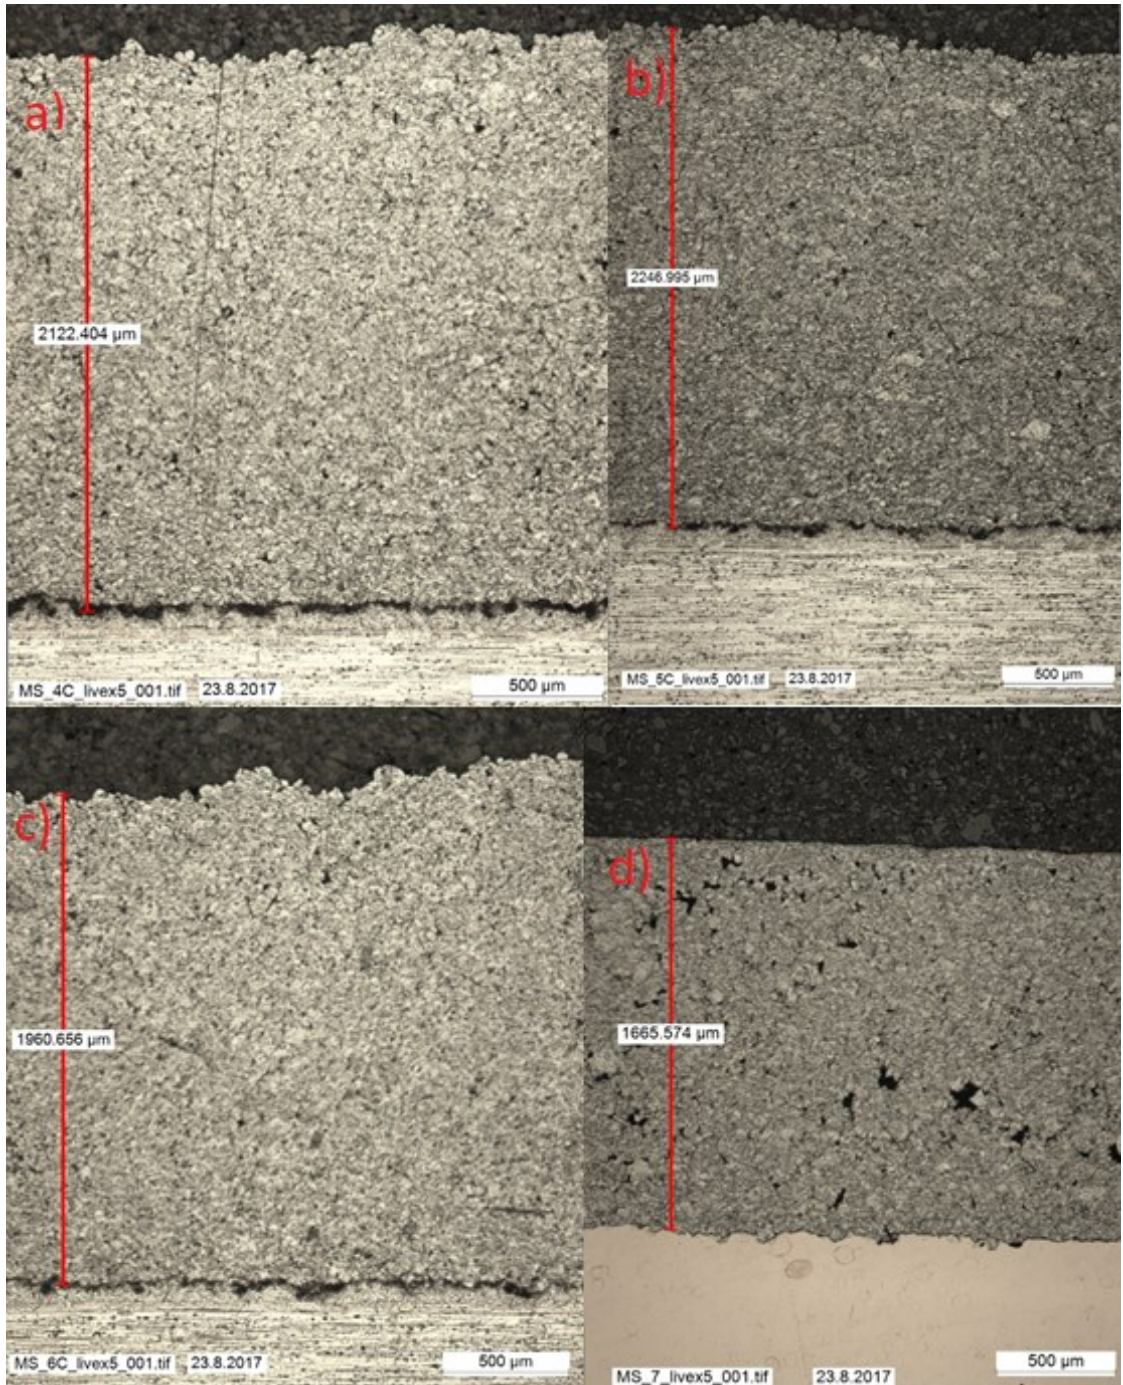 a)
2122.404 µm
MS_4C_livex5_001.tif 23.8.2017 500 µm
b)
2246.995 µm
MS_5C_livex5_001.tif 23.8.2017 500 µm
c)
1960.656 µm
MS_6C_livex5_001.tif 23.8.2017 500 µm
d)
1665.574 µm
MS_7_livex5_001.tif 23.8.2017 500 µm